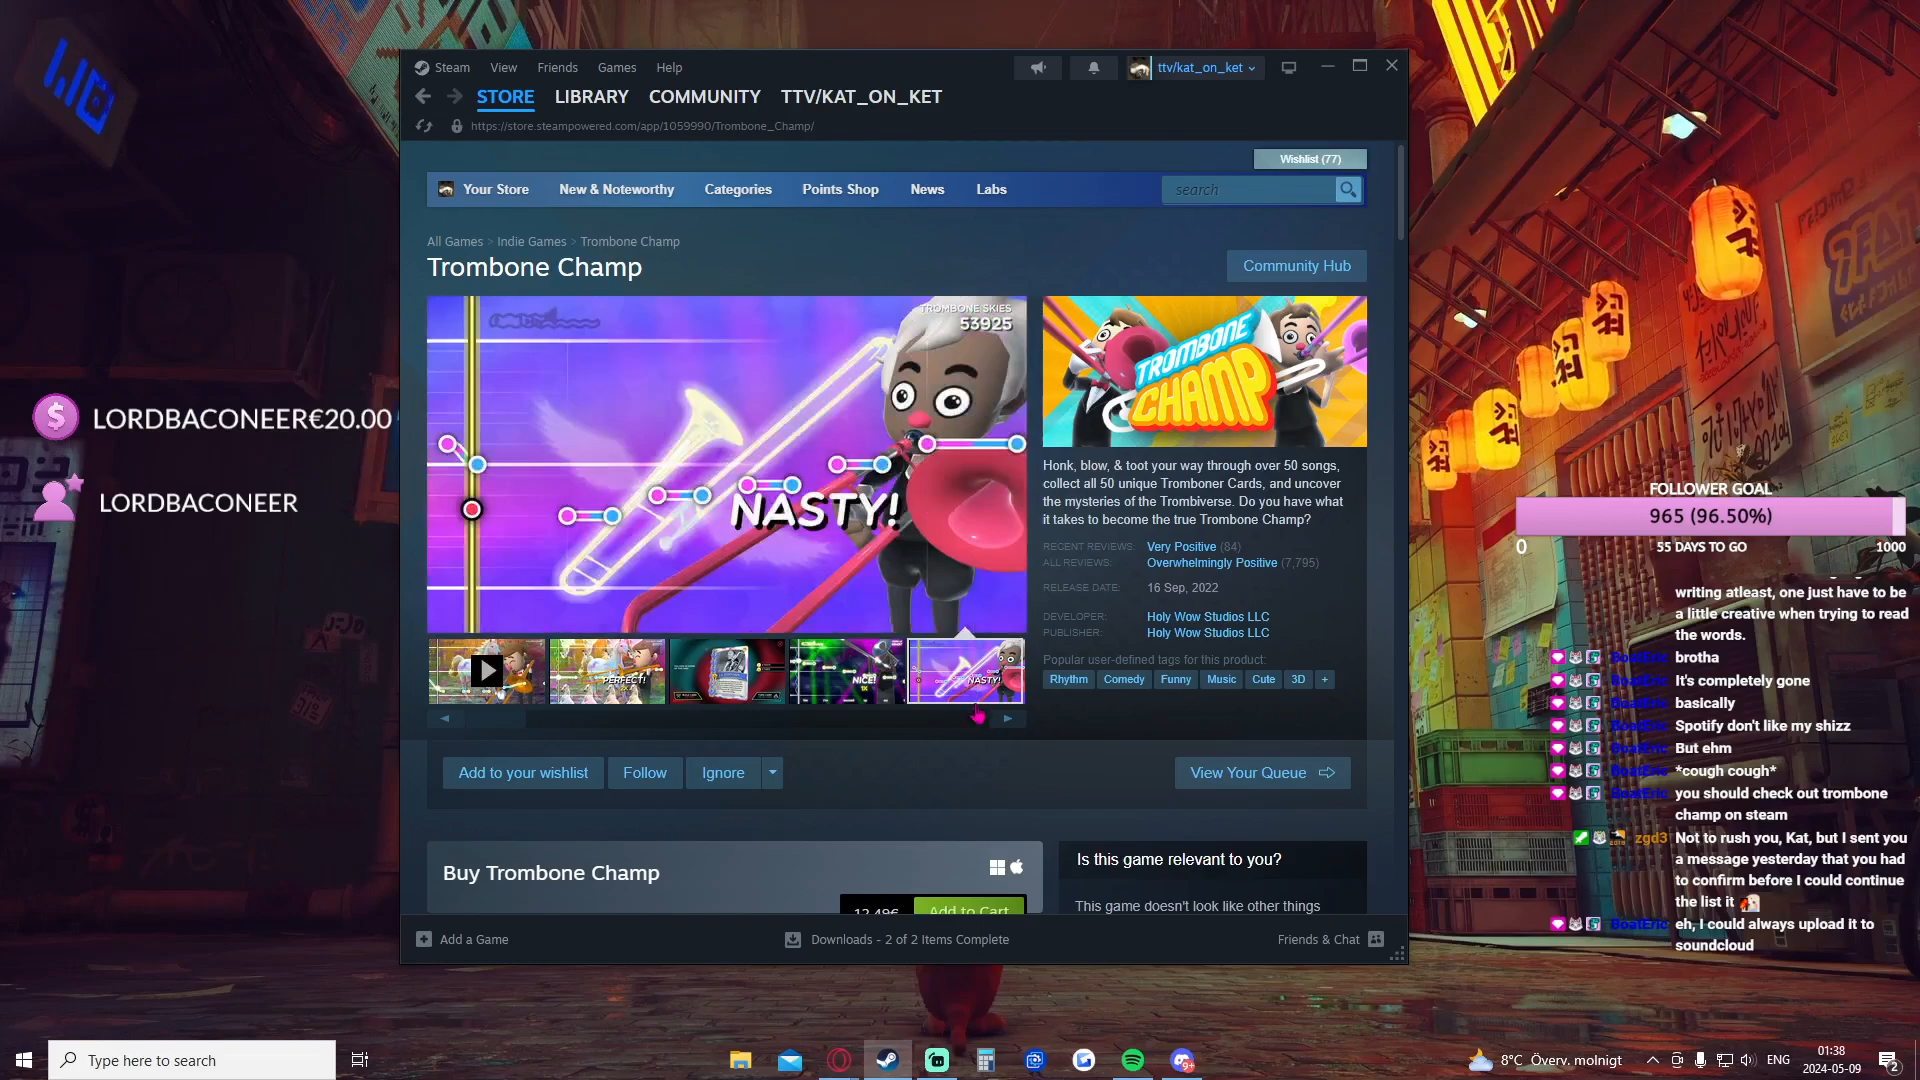 Steam View Friends Games Help
ttv/kat_on_ket
STORE LIBRARY COMMUNITY TTV/KAT_ON_KET
https://store.steampowered.com/app/1059990/Trombone_Champ/
Wishlist (77)
Your Store New & Noteworthy Categories Points Shop News Labs
search
All Games > Indie Games > Trombone Champ
Trombone Champ
Community Hub
TROMBONE SKIES
53925
NASTY!
TROMBONE
CHAMP
Honk, blow, & toot your way through over 50 songs,
collect all 50 unique Tromboner Cards, and uncover
the mysteries of the Trombiverse. Do you have what
it takes to become the true Trombone Champ?
RECENT REVIEWS: Very Positive (84)
ALL REVIEWS: Overwhelmingly Positive (7,795)
RELEASE DATE: 16 Sep, 2022
DEVELOPER: Holy Wow Studios LLC
PUBLISHER: Holy Wow Studios LLC
Popular user-defined tags for this product:
Rhythm Comedy Funny Music Cute 3D +
PERFECT!
NICE!
NASTY!
Add to your wishlist Follow Ignore
View Your Queue
Buy Trombone Champ
12,49€ Add to Cart
Is this game relevant to you?
This game doesn't look like other things
Add a Game
Downloads - 2 of 2 Items Complete
Friends & Chat
$ LORDBACONEER€20.00
LORDBACONEER
FOLLOWER GOAL
965 (96.50%)
0 55 DAYS TO GO 1000
writing atleast, one just have to be
a little creative when trying to read
the words.
BoatEric brotha
BoatEric It's completely gone
BoatEric basically
BoatEric Spotify don't like my shizz
BoatEric But ehm
BoatEric *cough cough*
BoatEric you should check out trombone
champ on steam
zgd3 Not to rush you, Kat, but I sent you
a message yesterday that you had
to confirm before I could continue
the list it
BoatEric eh, I could always upload it to
soundcloud
Type here to search
9+
8°C Överv. molnigt
ENG
01:38
2024-05-09
2